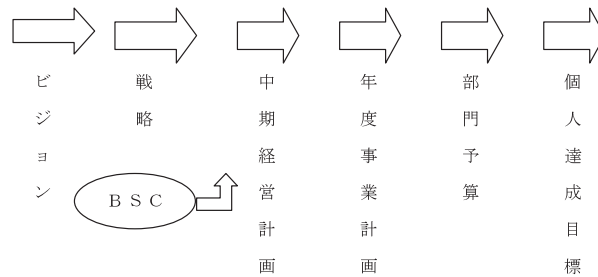 ビジョン
戦略
中期経営計画
年度事業計画
部門予算
個人達成目標
ＢＳＣ